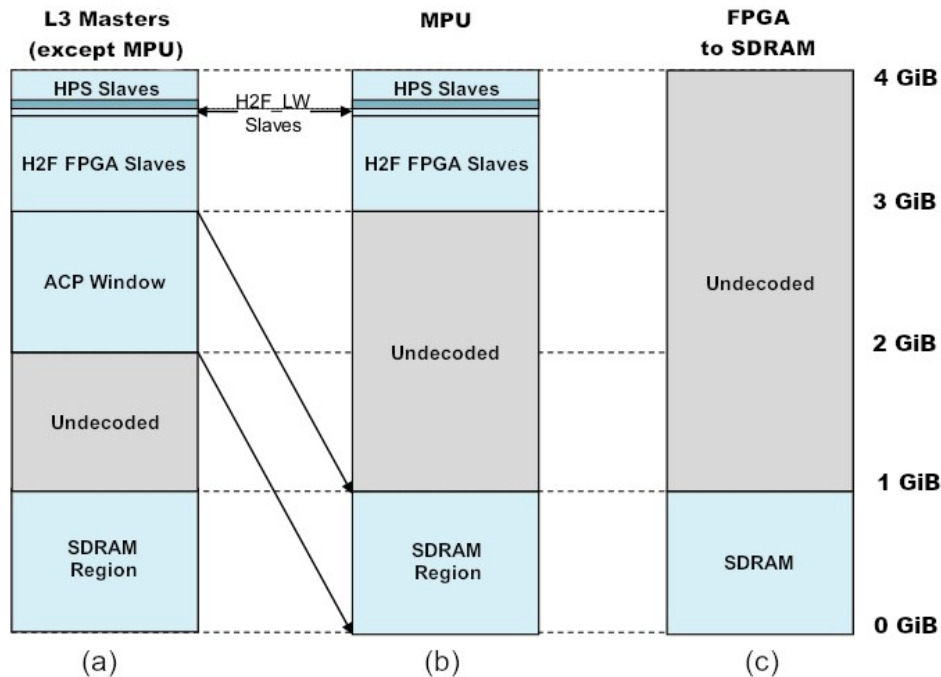 L3 Masters
(except MPU)
MPU
FPGA
to SDRAM
HPS Slaves
H2F_LW
Slaves
HPS Slaves
4 GiB
H2F FPGA Slaves
H2F FPGA Slaves
3 GiB
ACP Window
Undecoded
Undecoded
2 GiB
Undecoded
1 GiB
SDRAM
Region
SDRAM
Region
SDRAM
0 GiB
(a)
(b)
(c)